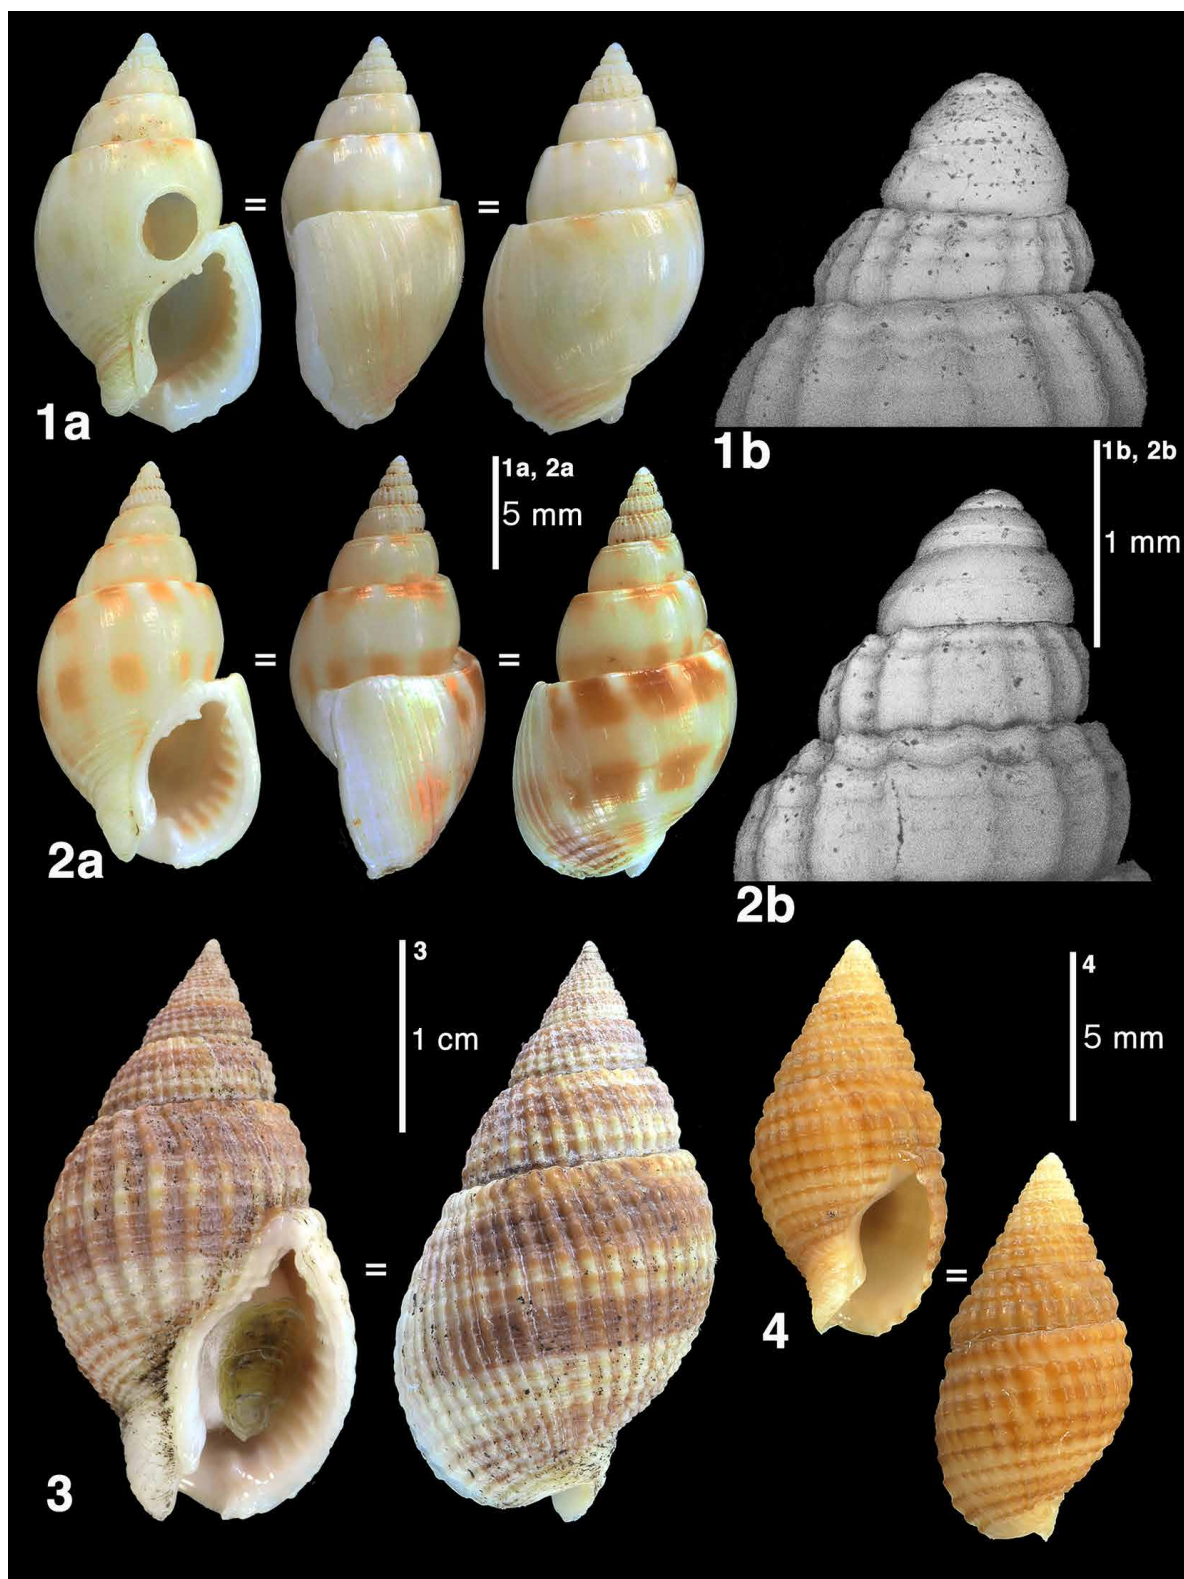 = =
1a
1b
1a, 2a
5 mm
1b, 2b
1 mm
= =
2a
2b
3
1 cm
4
5 mm
=
=
3
4